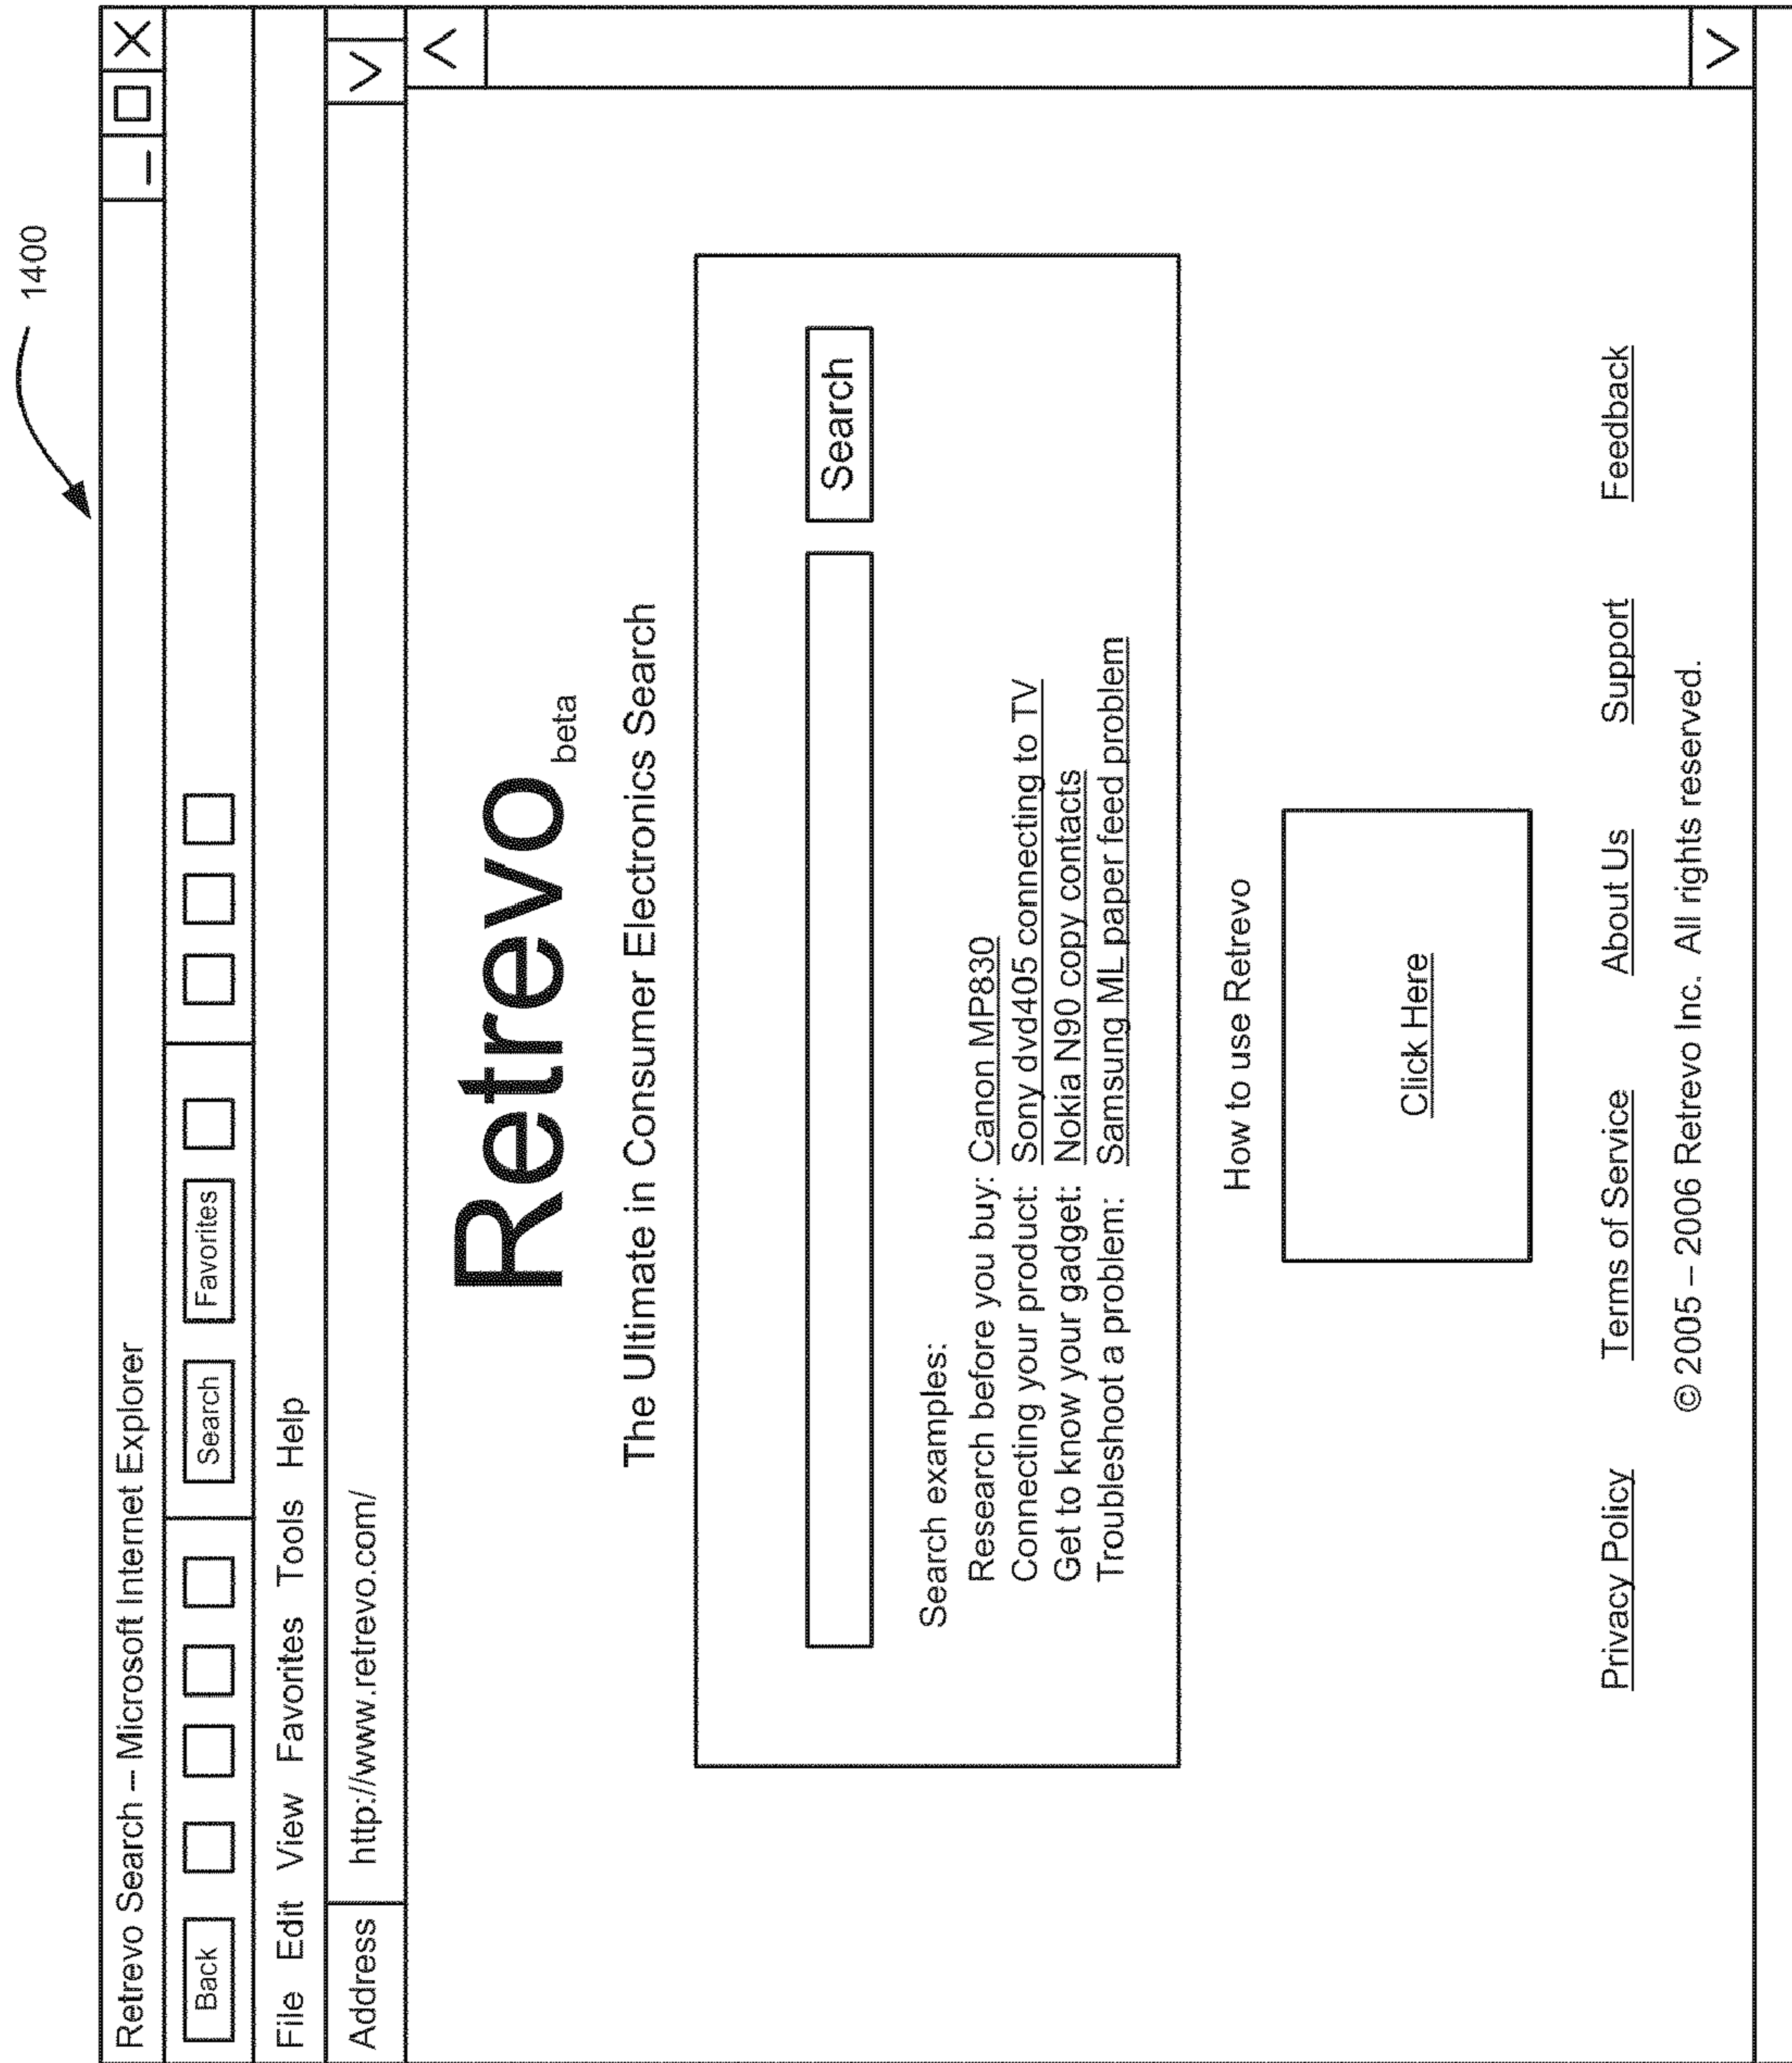 1400
Retrevo Search – Microsoft Internet Explorer
Back Search Favorites
File Edit View Favorites Tools Help
Address http://www.retrevo.com/
Retrevo beta
The Ultimate in Consumer Electronics Search
Search
Search examples:
Research before you buy: Canon MP830
Connecting your product: Sony dvd405 connecting to TV
Get to know your gadget: Nokia N90 copy contacts
Troubleshoot a problem: Samsung ML paper feed problem
How to use Retrevo
Click Here
Privacy Policy Terms of Service About Us Support Feedback
© 2005 – 2006 Retrevo Inc. All rights reserved.